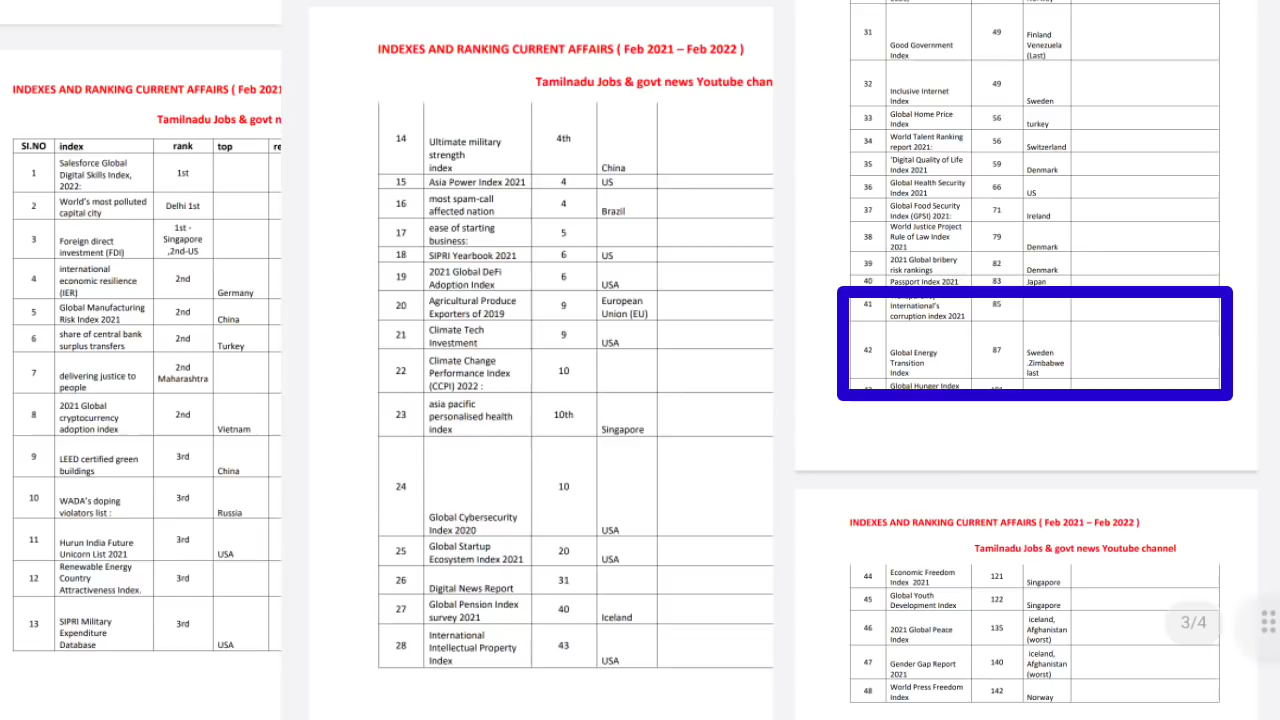 INDEXES AND RANKING CURRENT AFFAIRS ( Feb 2021
Tamilnadu Jobs & govt n
SI.NO index rank top re
1 Salesforce Global Digital Skills Index, 2022: 1st
2 World's most polluted capital city Delhi 1st
3 Foreign direct investment (FDI) 1st - Singapore ,2nd-US
4 international economic resilience (IER) 2nd Germany
5 Global Manufacturing Risk Index 2021 2nd China
6 share of central bank surplus transfers 2nd Turkey
7 delivering justice to people 2nd Maharashtra
8 2021 Global cryptocurrency adoption index 2nd Vietnam
9 LEED certified green buildings 3rd China
10 WADA's doping violators list : 3rd Russia
11 Hurun India Future Unicorn List 2021 3rd USA
12 Renewable Energy Country Attractiveness Index. 3rd
13 SIPRI Military Expenditure Database 3rd USA
INDEXES AND RANKING CURRENT AFFAIRS ( Feb 2021 – Feb 2022 )
Tamilnadu Jobs & govt news Youtube chan
14 Ultimate military strength index 4th China
15 Asia Power Index 2021 4 US
16 most spam-call affected nation 4 Brazil
17 ease of starting business: 5
18 SIPRI Yearbook 2021 6 US
19 2021 Global DeFi Adoption Index 6 USA
20 Agricultural Produce Exporters of 2019 9 European Union (EU)
21 Climate Tech Investment 9 USA
22 Climate Change Performance Index (CCPI) 2022 : 10
23 asia pacific personalised health index 10th Singapore
24 Global Cybersecurity Index 2020 10 USA
25 Global Startup Ecosystem Index 2021 20 USA
26 Digital News Report 31
27 Global Pension Index survey 2021 40 Iceland
28 International Intellectual Property Index 43 USA
31 Good Government Index 49 Finland Venezuela (Last)
32 Inclusive Internet Index 49 Sweden
33 Global Home Price Index 56 turkey
34 World Talent Ranking report 2021: 56 Switzerland
35 'Digital Quality of Life Index 2021 59 Denmark
36 Global Health Security Index 2021 66 US
37 Global Food Security Index (GFSI) 2021: 71 Ireland
38 World Justice Project Rule of Law Index 2021 79 Denmark
39 2021 Global bribery risk rankings 82 Denmark
40 Passport Index 2021 83 Japan
41 International's corruption index 2021 85
42 Global Energy Transition Index 87 Sweden .Zimbabwe last
Global Hunger Index
INDEXES AND RANKING CURRENT AFFAIRS ( Feb 2021 – Feb 2022 )
Tamilnadu Jobs & govt news Youtube channel
44 Economic Freedom Index 2021 121 Singapore
45 Global Youth Development Index 122 Singapore
46 2021 Global Peace Index 135 iceland, Afghanistan (worst)
47 Gender Gap Report 2021 140 iceland, Afghanistan (worst)
48 World Press Freedom Index 142 Norway
3/4